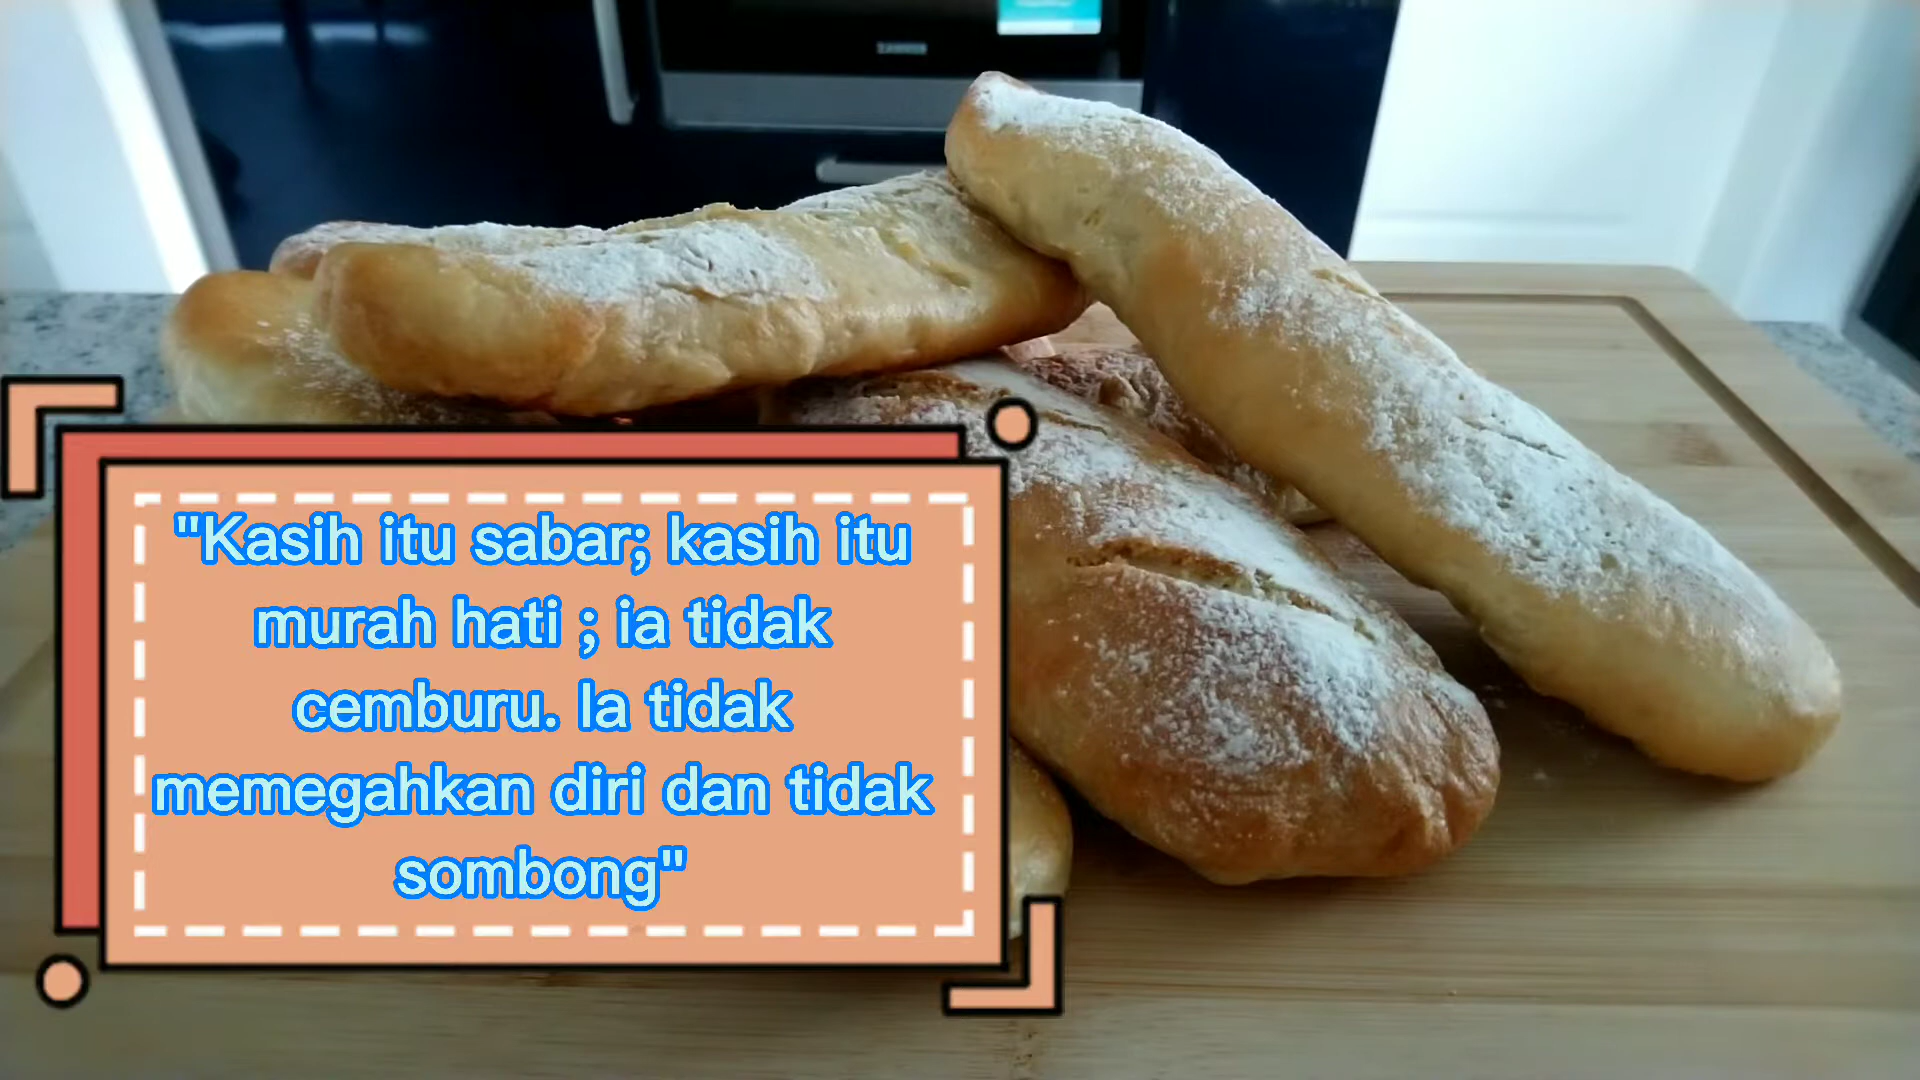 "Kasih itu sabar; kasih itu
murah hati ; ia tidak
cemburu. Ia tidak
memegahkan diri dan tidak
sombong"